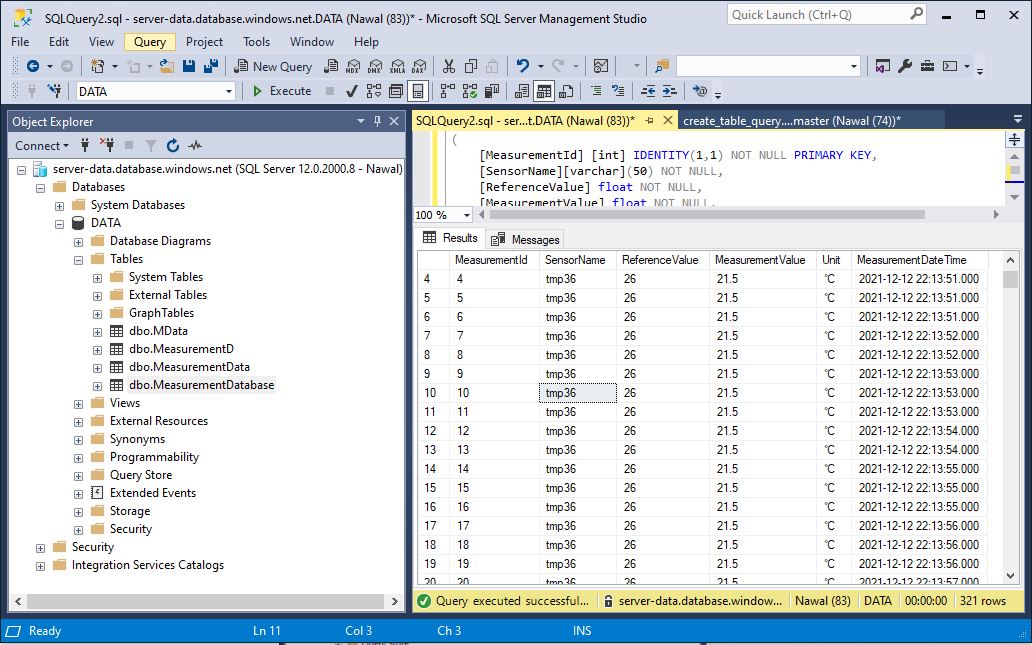 SQLQuery2.sql - server-data.database.windows.net.DATA (Nawal (83))* - Microsoft SQL Server Management Studio
Quick Launch (Ctrl+Q)
File Edit View Query Project Tools Window Help
New Query MDX DMX XMLA DAX
DATA Execute
Object Explorer
Connect
server-data.database.windows.net (SQL Server 12.0.2000.8 - Nawal)
Databases
System Databases
DATA
Database Diagrams
Tables
System Tables
External Tables
GraphTables
dbo.MData
dbo.MeasurementD
dbo.MeasurementData
dbo.MeasurementDatabase
Views
External Resources
Synonyms
Programmability
Query Store
Extended Events
Storage
Security
Security
Integration Services Catalogs
SQLQuery2.sql - ser...t.DATA (Nawal (83))* create_table_query....master (Nawal (74))*
(
[MeasurementId] [int] IDENTITY(1,1) NOT NULL PRIMARY KEY,
[SensorName][varchar](50) NOT NULL,
[ReferenceValue] float NOT NULL,
[MeasurementValue] float NOT NULL,
100 %
Results Messages
MeasurementId SensorName ReferenceValue MeasurementValue Unit MeasurementDateTime
4 4 tmp36 26 21.5 °C 2021-12-12 22:13:51.000
5 5 tmp36 26 21.5 °C 2021-12-12 22:13:51.000
6 6 tmp36 26 21.5 °C 2021-12-12 22:13:51.000
7 7 tmp36 26 21.5 °C 2021-12-12 22:13:52.000
8 8 tmp36 26 21.5 °C 2021-12-12 22:13:52.000
9 9 tmp36 26 21.5 °C 2021-12-12 22:13:53.000
10 10 tmp36 26 21.5 °C 2021-12-12 22:13:53.000
11 11 tmp36 26 21.5 °C 2021-12-12 22:13:53.000
12 12 tmp36 26 21.5 °C 2021-12-12 22:13:54.000
13 13 tmp36 26 21.5 °C 2021-12-12 22:13:54.000
14 14 tmp36 26 21.5 °C 2021-12-12 22:13:55.000
15 15 tmp36 26 21.5 °C 2021-12-12 22:13:55.000
16 16 tmp36 26 21.5 °C 2021-12-12 22:13:55.000
17 17 tmp36 26 21.5 °C 2021-12-12 22:13:56.000
18 18 tmp36 26 21.5 °C 2021-12-12 22:13:56.000
19 19 tmp36 26 21.5 °C 2021-12-12 22:13:56.000
20 20 tmp36 26 21.5 °C 2021-12-12 22:13:57.000
Query executed successful... server-data.database.window... Nawal (83) DATA 00:00:00 321 rows
Ready Ln 11 Col 3 Ch 3 INS